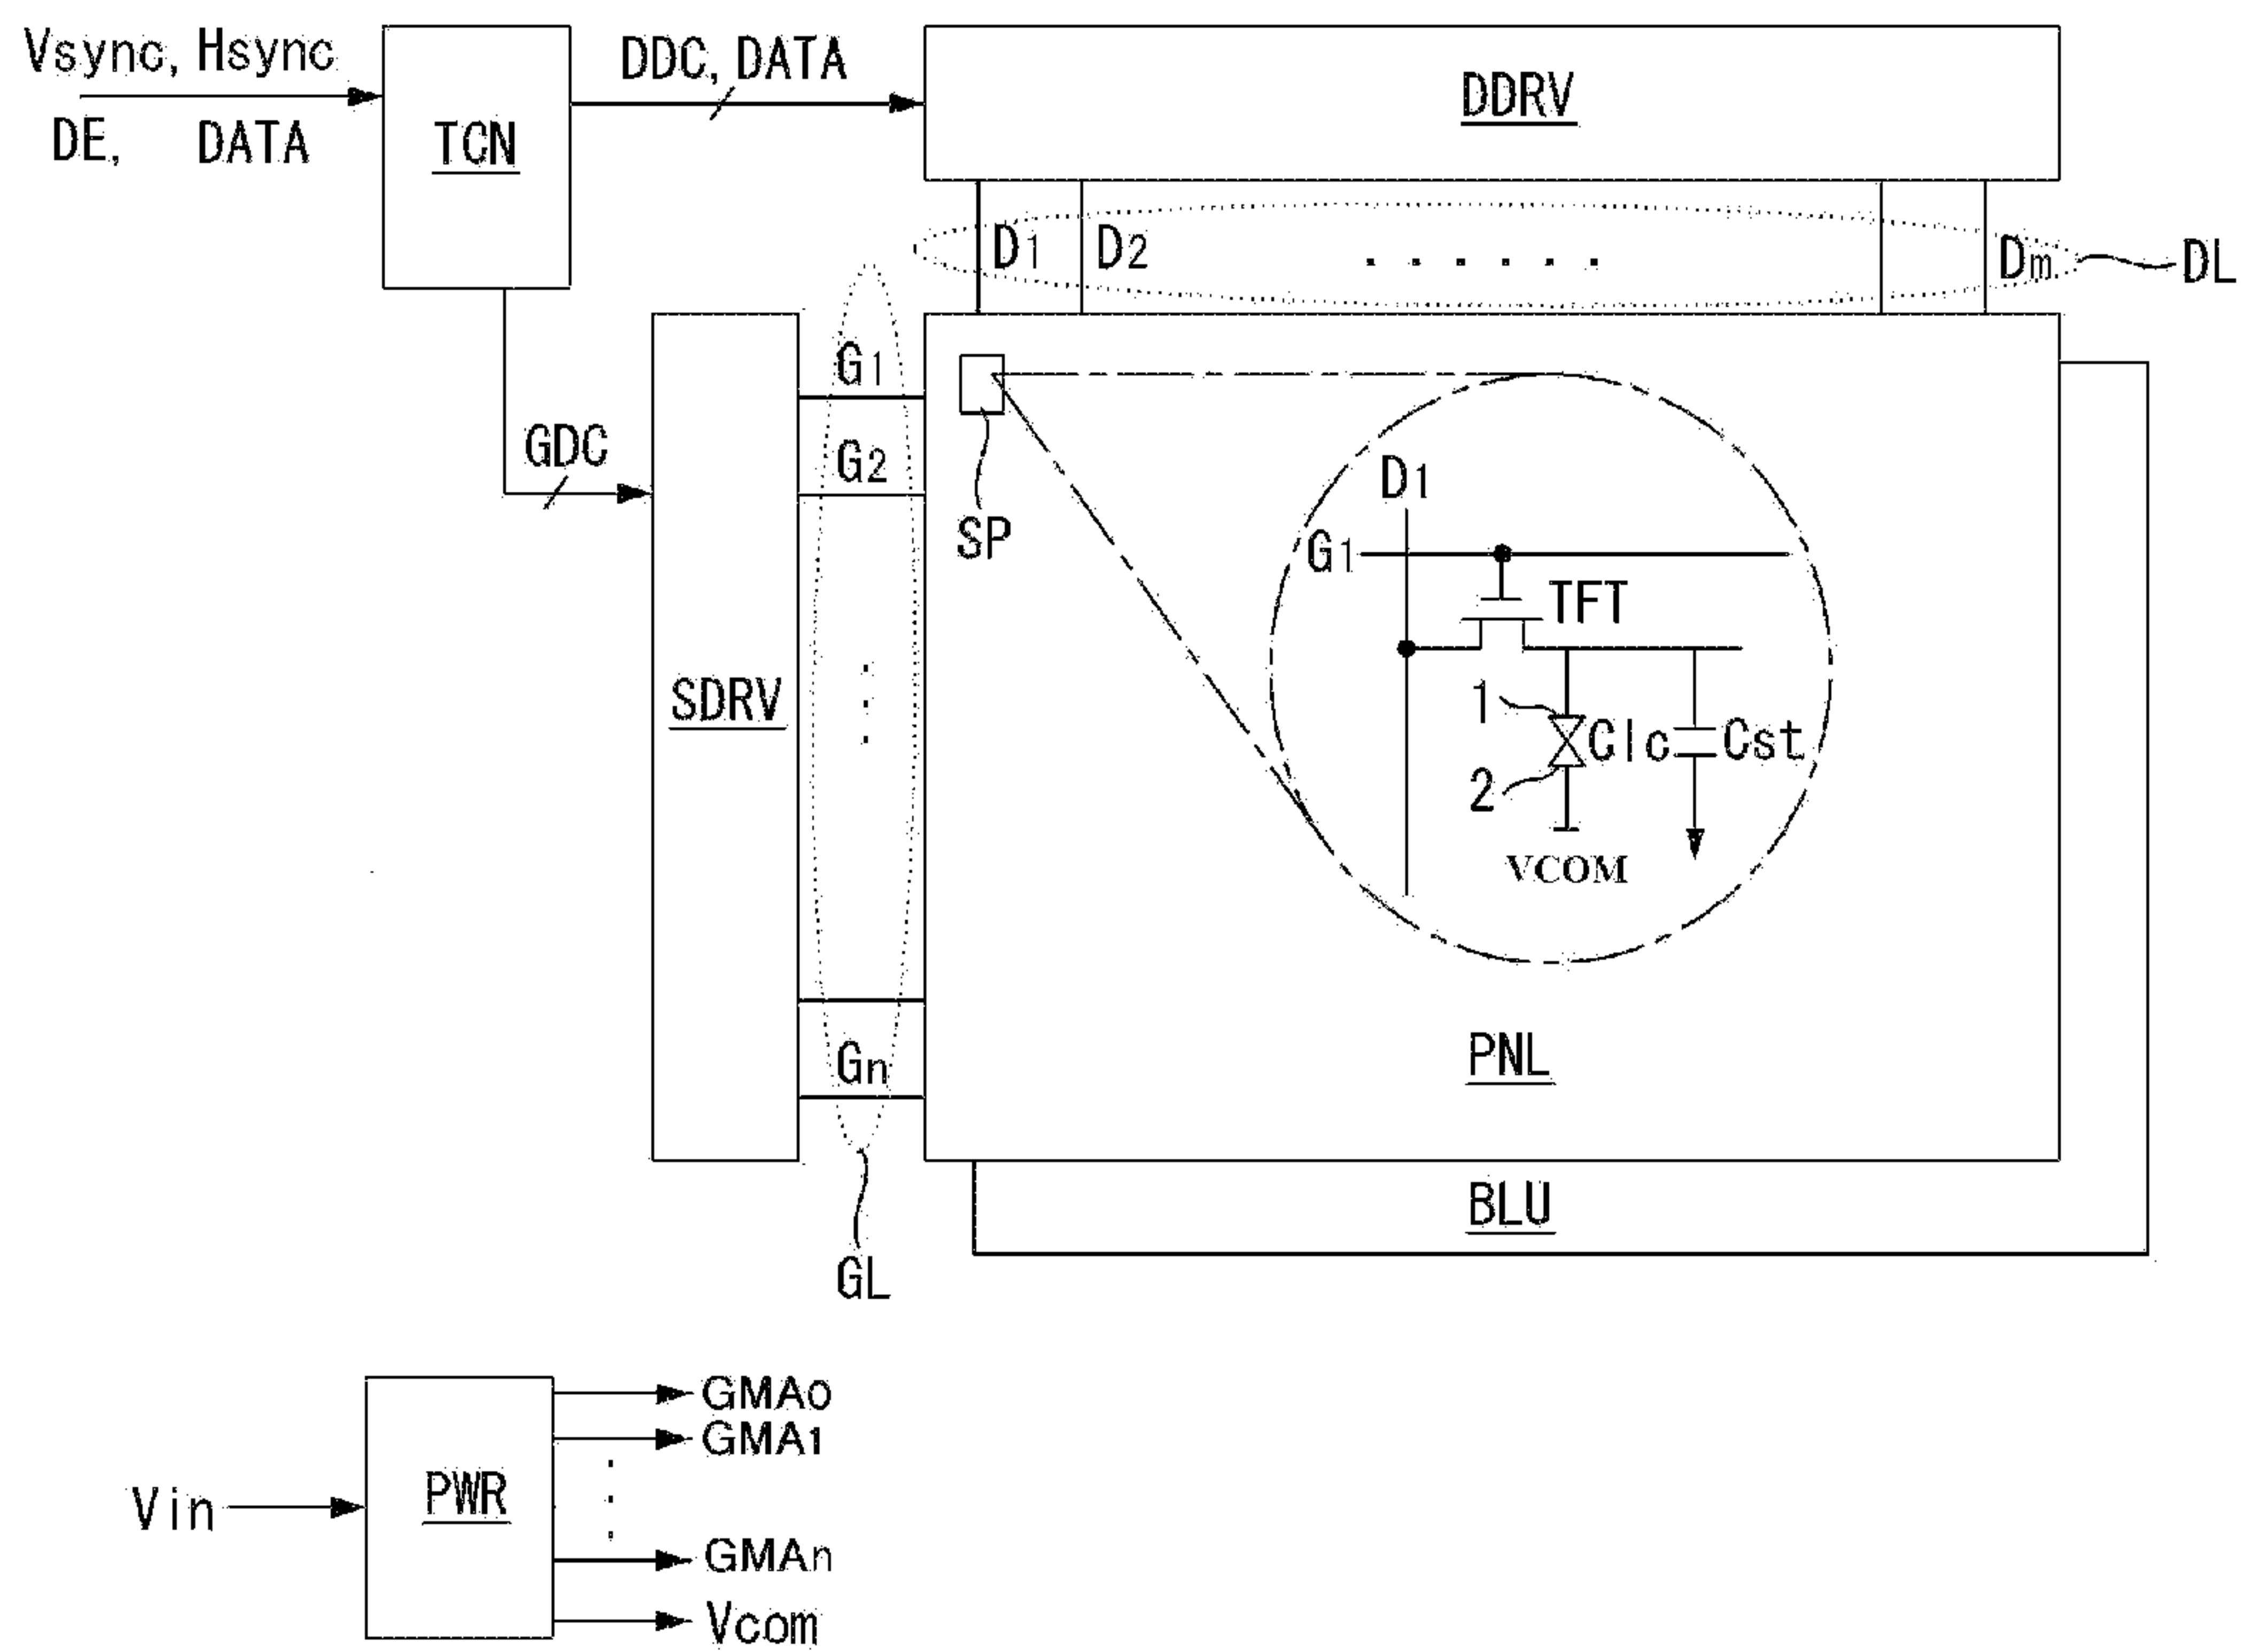 Vsync, Hsync
DE, DATA
TCN
DDC, DATA
DDRV
D1 D2 ...... Dm
DL
GDC
SDRV
G1
G2
Gn
GL
SP
D1
G1
TFT
1
Clc
Cst
2
VCOM
PNL
BLU
Vin
PWR
GMA0
GMA1
GMAn
Vcom